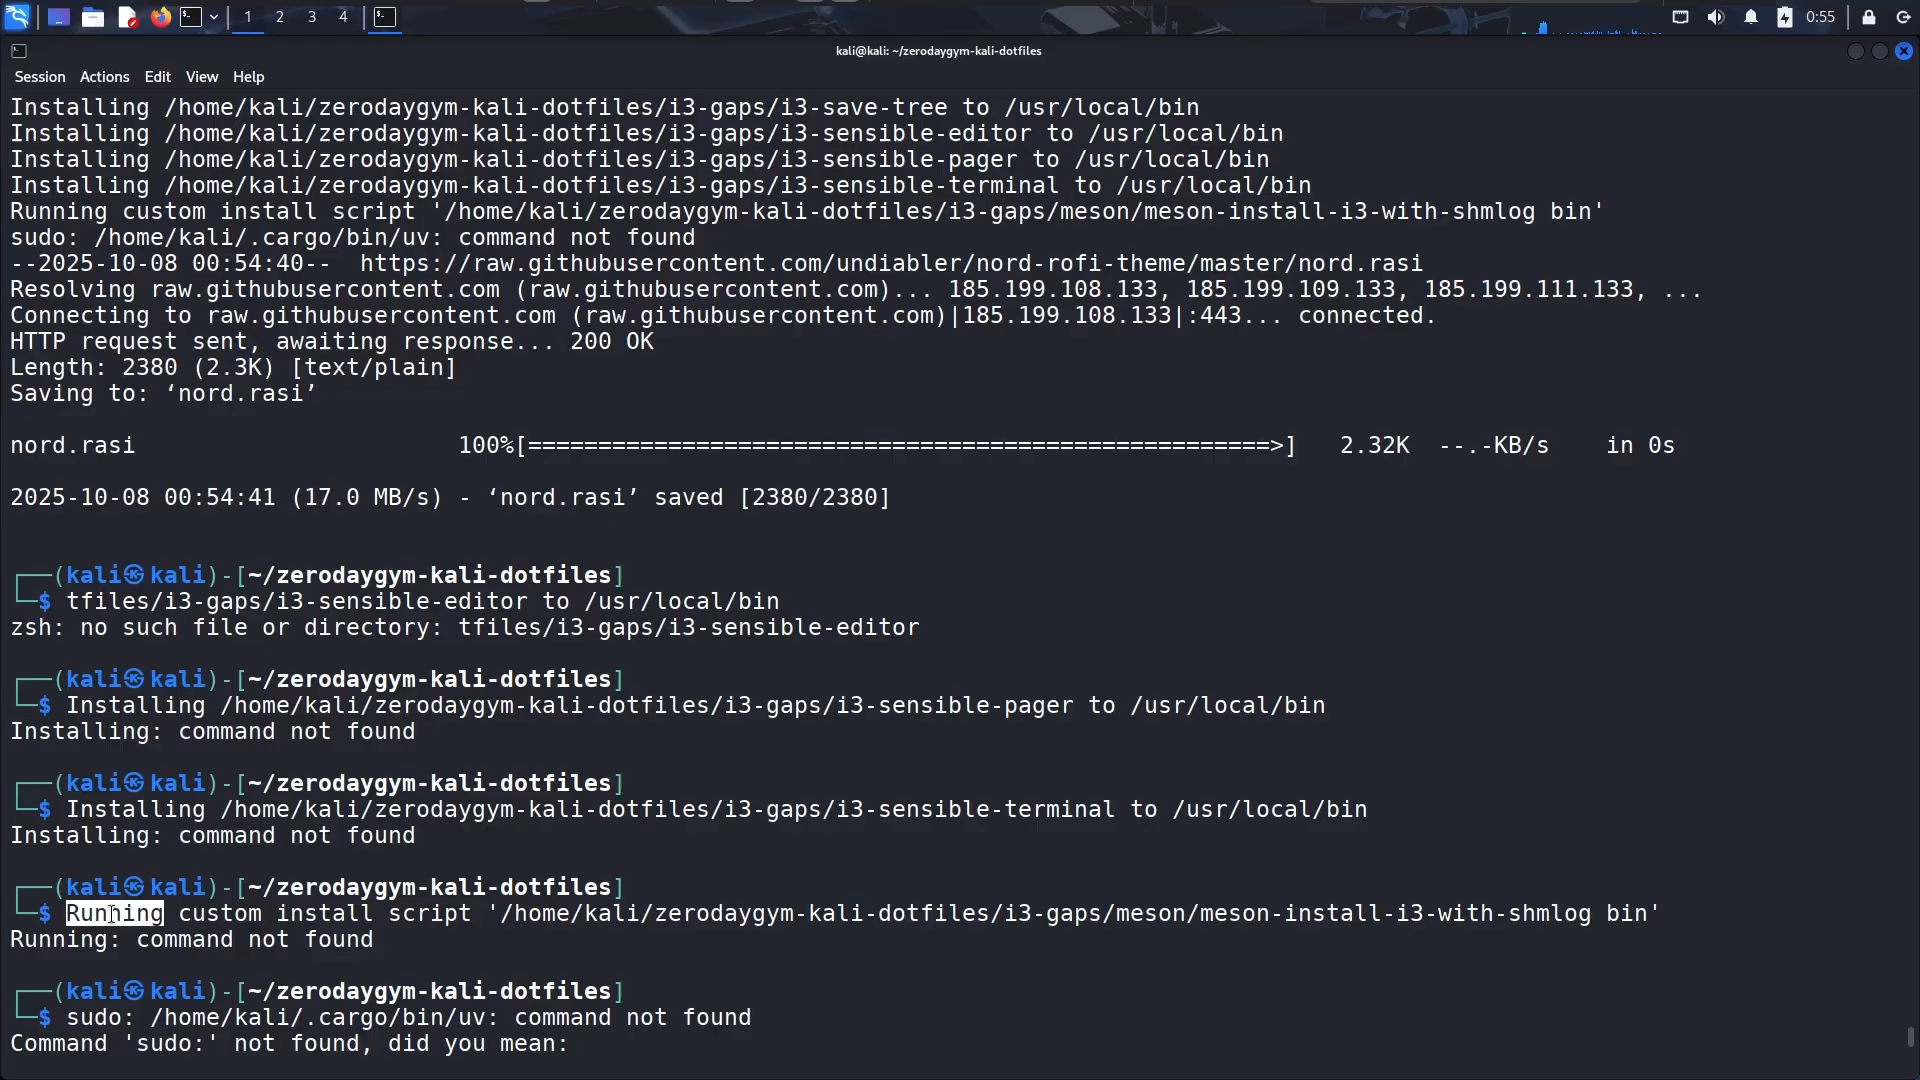 1 2 3 4 0:55
kali@kali: ~/zerodaygym-kali-dotfiles
Session Actions Edit View Help
Installing /home/kali/zerodaygym-kali-dotfiles/i3-gaps/i3-save-tree to /usr/local/bin
Installing /home/kali/zerodaygym-kali-dotfiles/i3-gaps/i3-sensible-editor to /usr/local/bin
Installing /home/kali/zerodaygym-kali-dotfiles/i3-gaps/i3-sensible-pager to /usr/local/bin
Installing /home/kali/zerodaygym-kali-dotfiles/i3-gaps/i3-sensible-terminal to /usr/local/bin
Running custom install script '/home/kali/zerodaygym-kali-dotfiles/i3-gaps/meson/meson-install-i3-with-shmlog bin'
sudo: /home/kali/.cargo/bin/uv: command not found
--2025-10-08 00:54:40--  https://raw.githubusercontent.com/undiabler/nord-rofi-theme/master/nord.rasi
Resolving raw.githubusercontent.com (raw.githubusercontent.com)... 185.199.108.133, 185.199.109.133, 185.199.111.133, ...
Connecting to raw.githubusercontent.com (raw.githubusercontent.com)|185.199.108.133|:443... connected.
HTTP request sent, awaiting response... 200 OK
Length: 2380 (2.3K) [text/plain]
Saving to: ‘nord.rasi’
nord.rasi 100%[=====================================================>] 2.32K --.-KB/s in 0s
2025-10-08 00:54:41 (17.0 MB/s) - ‘nord.rasi’ saved [2380/2380]
┌──(kali㉿kali)-[~/zerodaygym-kali-dotfiles]
└─$ tfiles/i3-gaps/i3-sensible-editor to /usr/local/bin
zsh: no such file or directory: tfiles/i3-gaps/i3-sensible-editor
┌──(kali㉿kali)-[~/zerodaygym-kali-dotfiles]
└─$ Installing /home/kali/zerodaygym-kali-dotfiles/i3-gaps/i3-sensible-pager to /usr/local/bin
Installing: command not found
┌──(kali㉿kali)-[~/zerodaygym-kali-dotfiles]
└─$ Installing /home/kali/zerodaygym-kali-dotfiles/i3-gaps/i3-sensible-terminal to /usr/local/bin
Installing: command not found
┌──(kali㉿kali)-[~/zerodaygym-kali-dotfiles]
└─$ Running custom install script '/home/kali/zerodaygym-kali-dotfiles/i3-gaps/meson/meson-install-i3-with-shmlog bin'
Running: command not found
┌──(kali㉿kali)-[~/zerodaygym-kali-dotfiles]
└─$ sudo: /home/kali/.cargo/bin/uv: command not found
Command 'sudo:' not found, did you mean: